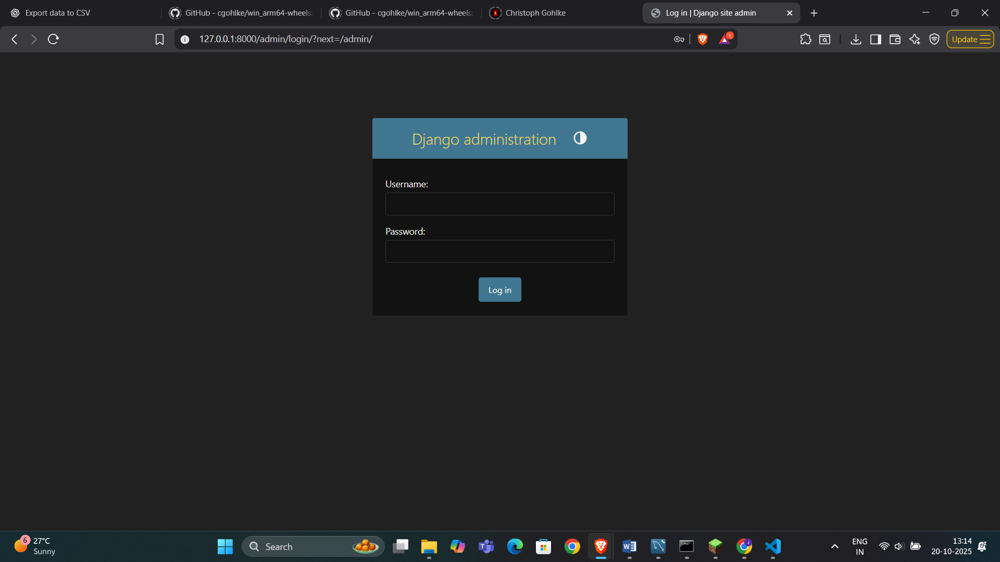 Export data to CSV
GitHub - cgohlke/win_arm64-wheels:
GitHub - cgohlke/win_arm64-wheels:
Christoph Gohlke
Log in | Django site admin
127.0.0.1:8000/admin/login/?next=/admin/
1
Update
Django administration
Username:
Password:
Log in
6
27°C
Sunny
Search
ENG
IN
13:14
20-10-2025